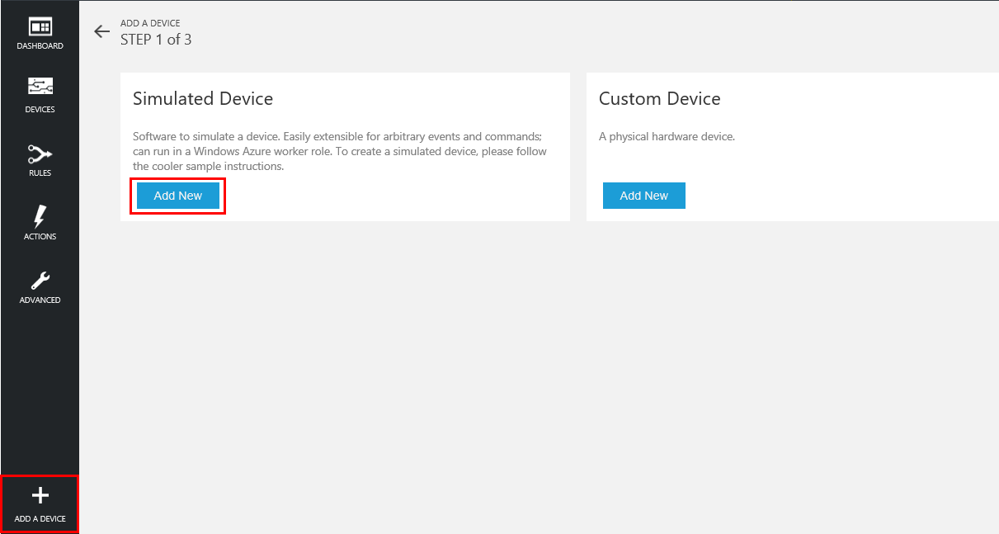 DASHBOARD
DEVICES
RULES
ACTIONS
ADVANCED
ADD A DEVICE
ADD A DEVICE
STEP 1 of 3
Simulated Device
Software to simulate a device. Easily extensible for arbitrary events and commands;
can run in a Windows Azure worker role. To create a simulated device, please follow
the cooler sample instructions.
Add New
Custom Device
A physical hardware device.
Add New